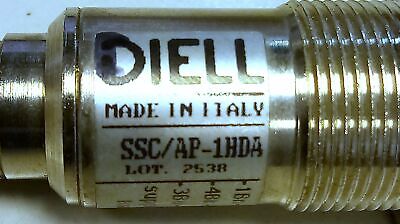 DIELL
MADE IN ITALY
SSC/AP-1HDA
LOT. 2538